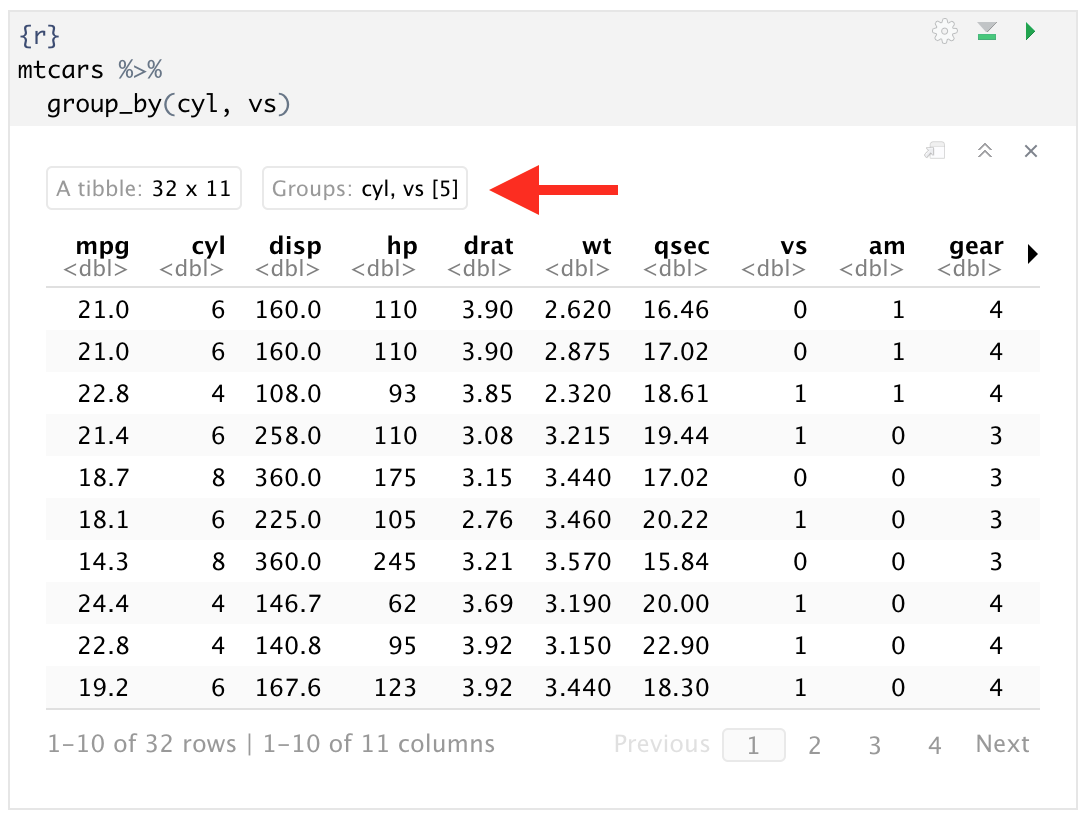 {r}
mtcars %>%
  group_by(cyl, vs)
A tibble: 32 x 11 Groups: cyl, vs [5]
mpg cyl disp hp drat wt qsec vs am gear
<dbl> <dbl> <dbl> <dbl> <dbl> <dbl> <dbl> <dbl> <dbl> <dbl>
21.0 6 160.0 110 3.90 2.620 16.46 0 1 4
21.0 6 160.0 110 3.90 2.875 17.02 0 1 4
22.8 4 108.0 93 3.85 2.320 18.61 1 1 4
21.4 6 258.0 110 3.08 3.215 19.44 1 0 3
18.7 8 360.0 175 3.15 3.440 17.02 0 0 3
18.1 6 225.0 105 2.76 3.460 20.22 1 0 3
14.3 8 360.0 245 3.21 3.570 15.84 0 0 3
24.4 4 146.7 62 3.69 3.190 20.00 1 0 4
22.8 4 140.8 95 3.92 3.150 22.90 1 0 4
19.2 6 167.6 123 3.92 3.440 18.30 1 0 4
1-10 of 32 rows | 1-10 of 11 columns Previous 1 2 3 4 Next